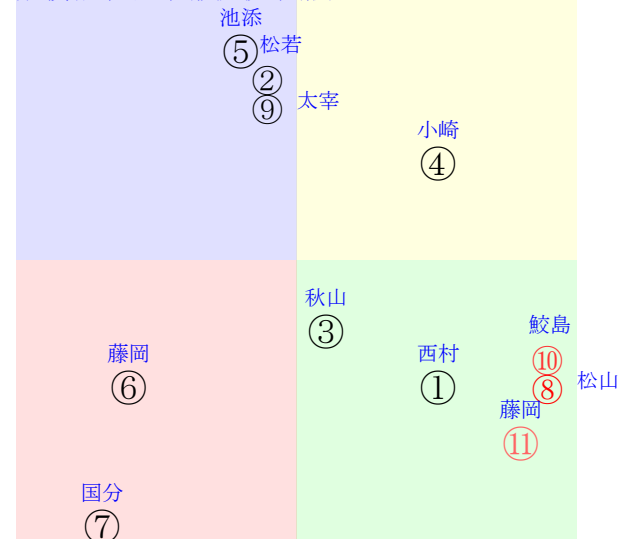 池添
⑤
松若
②
⑨
太宰
小崎
④
秋山
③
藤岡
⑥
西村
①
鮫島
⑩
⑧
松山
藤岡
⑪
国分
⑦